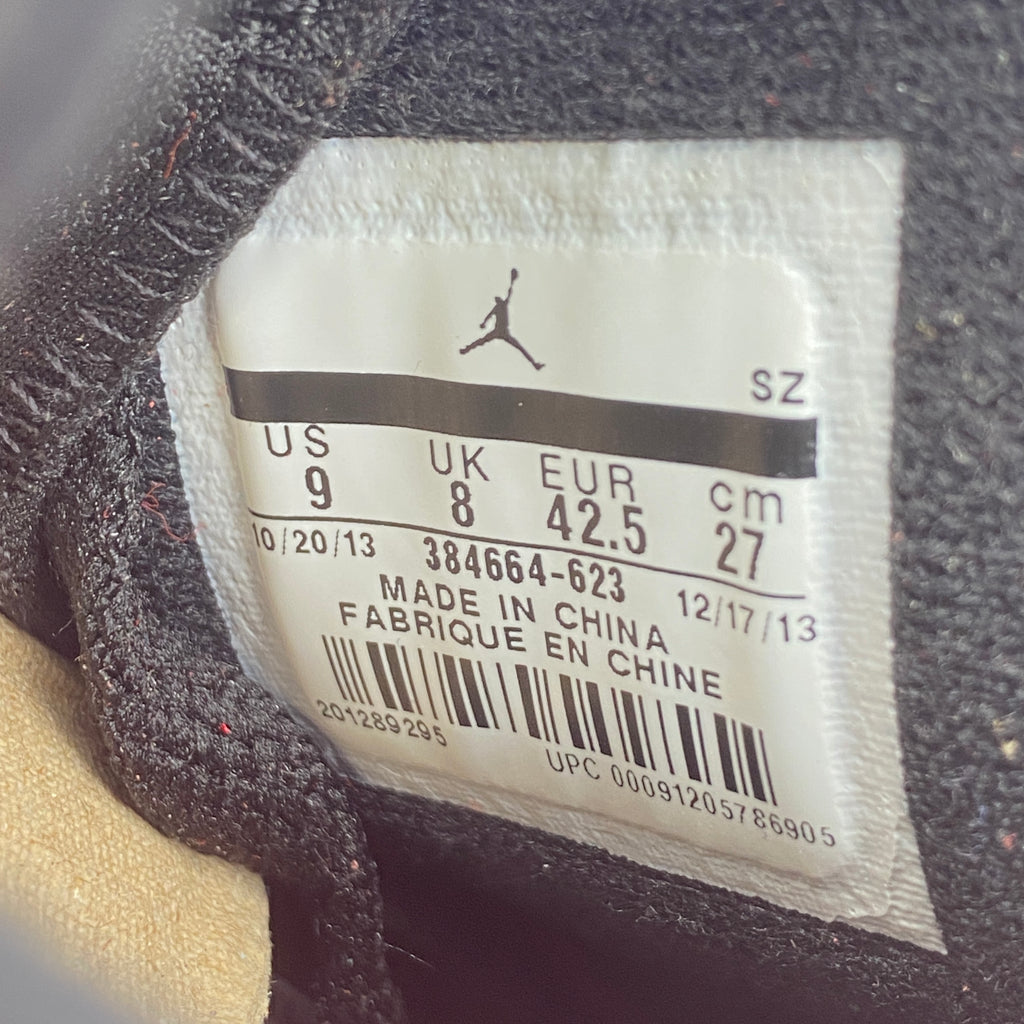 SZ
US UK EUR cm
9 8 42.5 27
10/20/13 384664-623 12/17/13
MADE IN CHINA
FABRIQUE EN CHINE
201289295
UPC 00091205786905